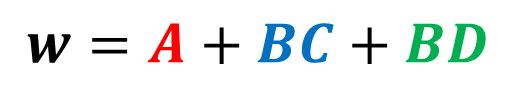 w = A + BC + BD